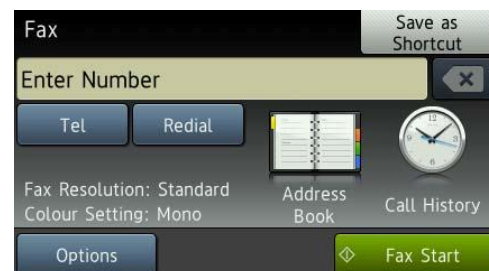 Fax
Save as
Shortcut
Enter Number
Tel
Redial
Fax Resolution: Standard
Colour Setting: Mono
Address
Book
Call History
Options
Fax Start